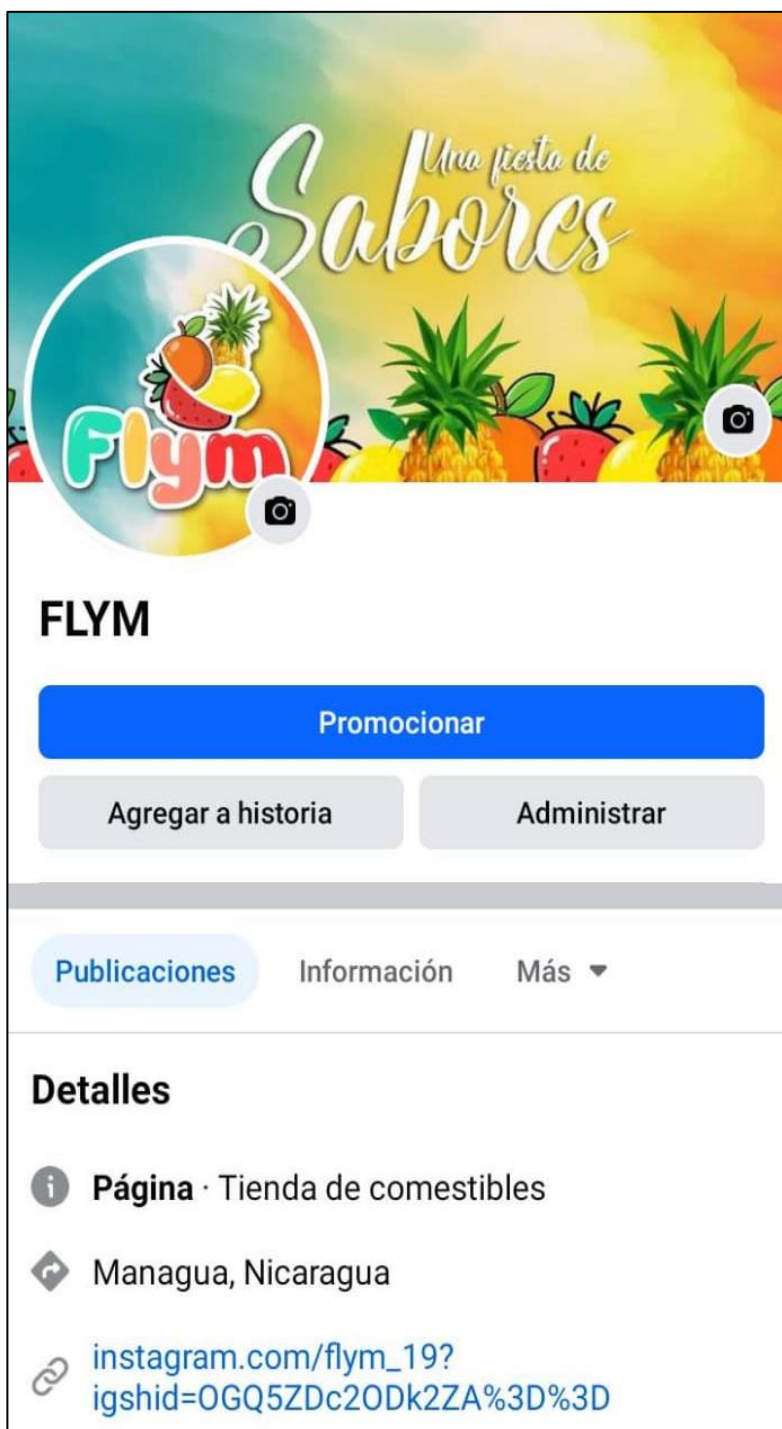 Una fiesta de
Sabores
Flym
FLYM
Promocionar
Agregar a historia
Administrar
Publicaciones
Información
Más
Detalles
Página · Tienda de comestibles
Managua, Nicaragua
instagram.com/flym_19?
igshid=OGQ5ZDc2ODk2ZA%3D%3D